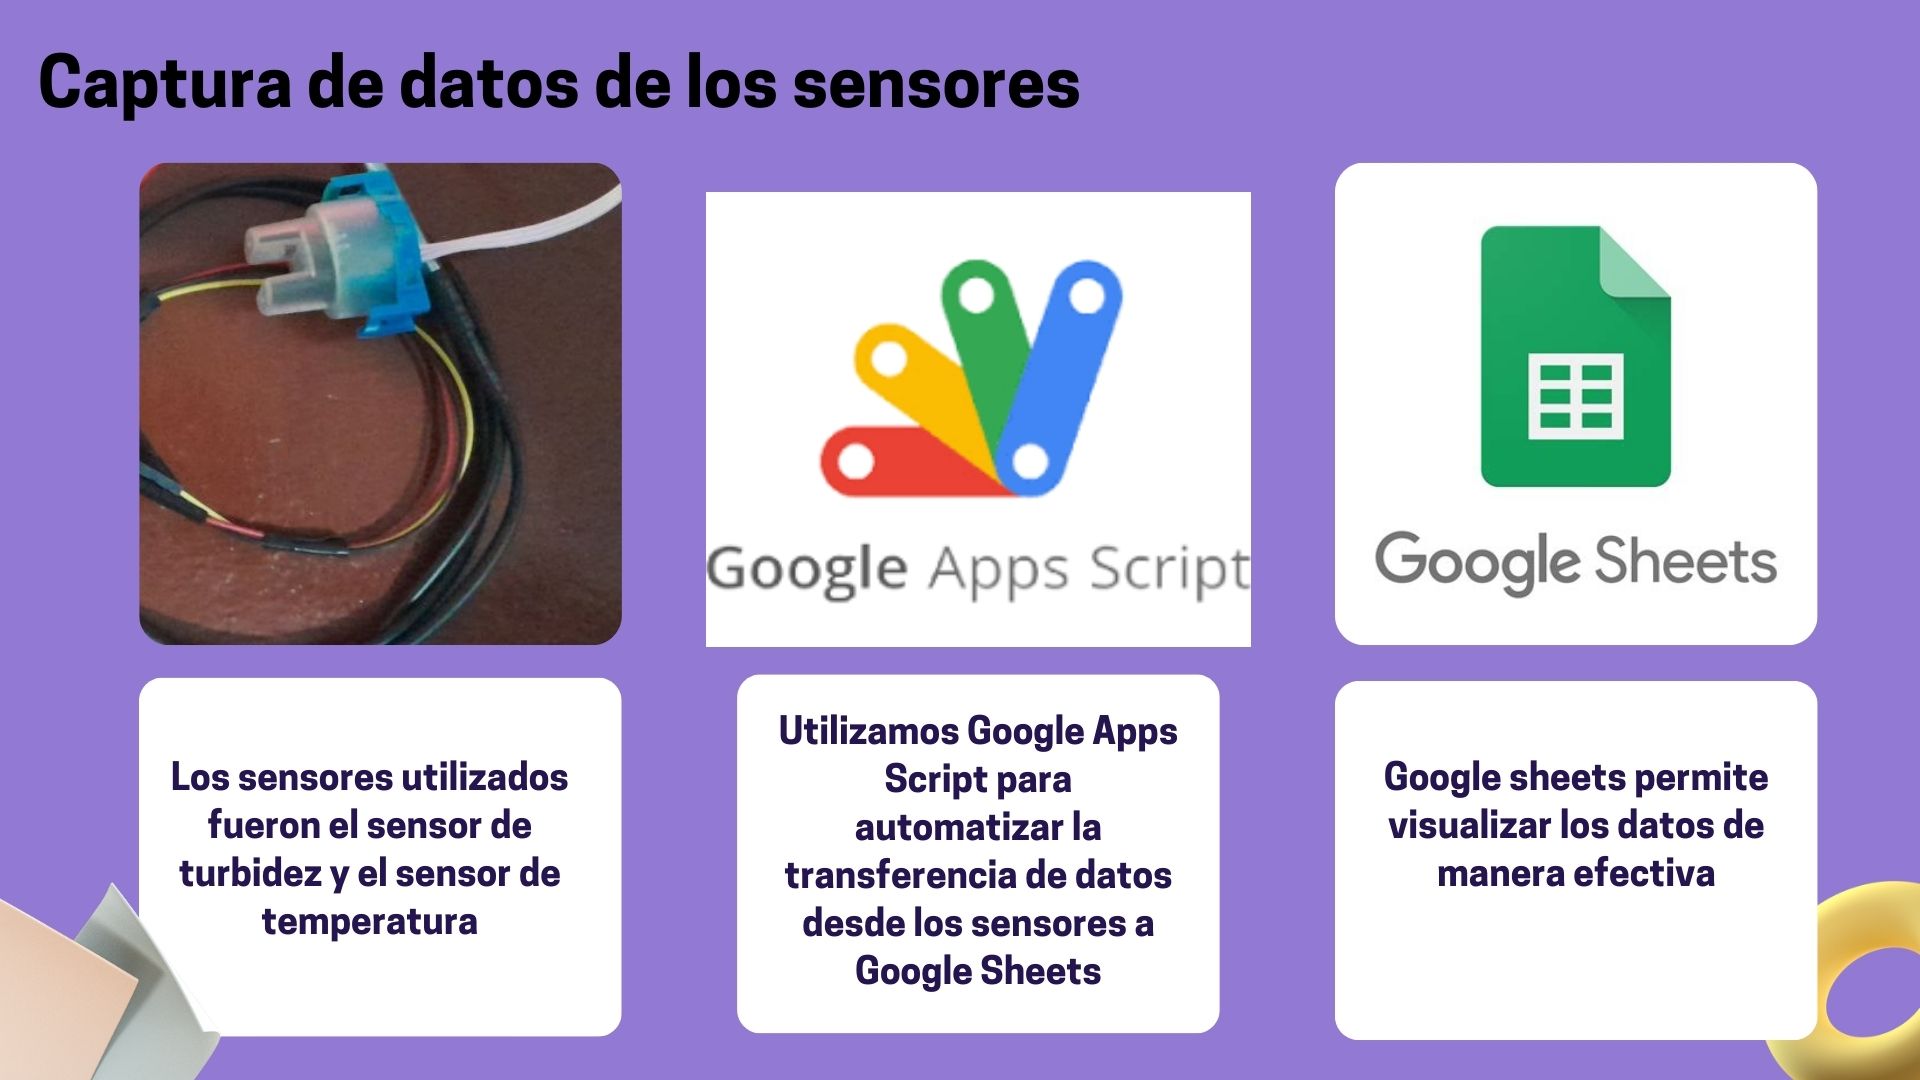 Captura de datos de los sensores
Google Apps Script
Google Sheets
Los sensores utilizados
fueron el sensor de
turbidez y el sensor de
temperatura
Utilizamos Google Apps
Script para
automatizar la
transferencia de datos
desde los sensores a
Google Sheets
Google sheets permite
visualizar los datos de
manera efectiva